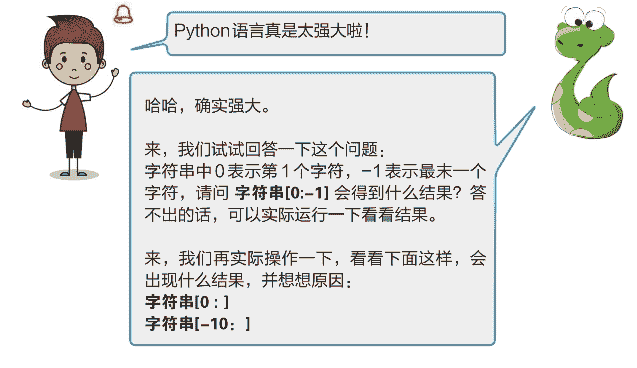 Python语言真是太强大啦！
哈哈，确实强大。
来，我们试试回答一下这个问题：
字符串中0表示第1个字符，-1表示最末一个
字符，请问 字符串[0:-1] 会得到什么结果？答
不出的话，可以实际运行一下看看结果。
来，我们再实际操作一下，看看下面这样，会
出现什么结果，并想想原因：
字符串[0 : ]
字符串[-10：]